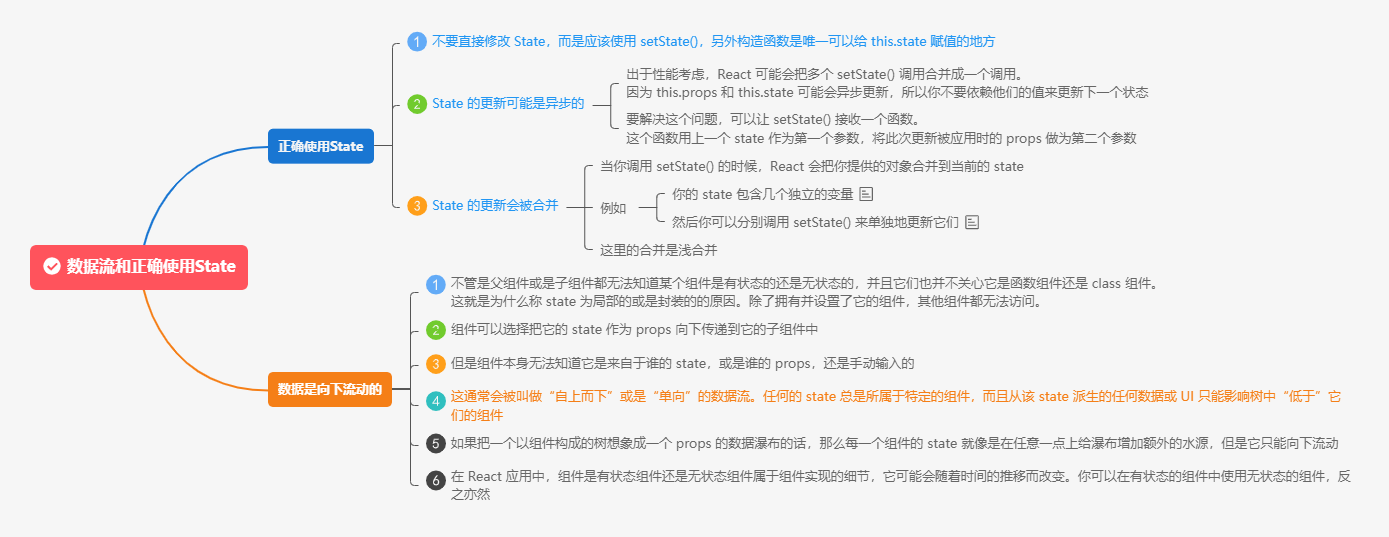 数据流和正确使用State
正确使用State
1 不要直接修改 State，而是应该使用 setState()，另外构造函数是唯一可以给 this.state 赋值的地方
2 State 的更新可能是异步的
出于性能考虑，React 可能会把多个 setState() 调用合并成一个调用。
因为 this.props 和 this.state 可能会异步更新，所以你不要依赖他们的值来更新下一个状态
要解决这个问题，可以让 setState() 接收一个函数。
这个函数用上一个 state 作为第一个参数，将此次更新被应用时的 props 做为第二个参数
3 State 的更新会被合并
当你调用 setState() 的时候，React 会把你提供的对象合并到当前的 state
例如
你的 state 包含几个独立的变量
然后你可以分别调用 setState() 来单独地更新它们
这里的合并是浅合并
数据是向下流动的
1 不管是父组件或是子组件都无法知道某个组件是有状态的还是无状态的，并且它们也并不关心它是函数组件还是 class 组件。
这就是为什么称 state 为局部的或是封装的的原因。除了拥有并设置了它的组件，其他组件都无法访问。
2 组件可以选择把它的 state 作为 props 向下传递到它的子组件中
3 但是组件本身无法知道它是来自于谁的 state，或是谁的 props，还是手动输入的
4 这通常会被叫做“自上而下”或是“单向”的数据流。任何的 state 总是所属于特定的组件，而且从该 state 派生的任何数据或 UI 只能影响树中“低于”它
们的组件
5 如果把一个以组件构成的树想象成一个 props 的数据瀑布的话，那么每一个组件的 state 就像是在任意一点上给瀑布增加额外的水源，但是它只能向下流动
6 在 React 应用中，组件是有状态组件还是无状态组件属于组件实现的细节，它可能会随着时间的推移而改变。你可以在有状态的组件中使用无状态的组件，反
之亦然